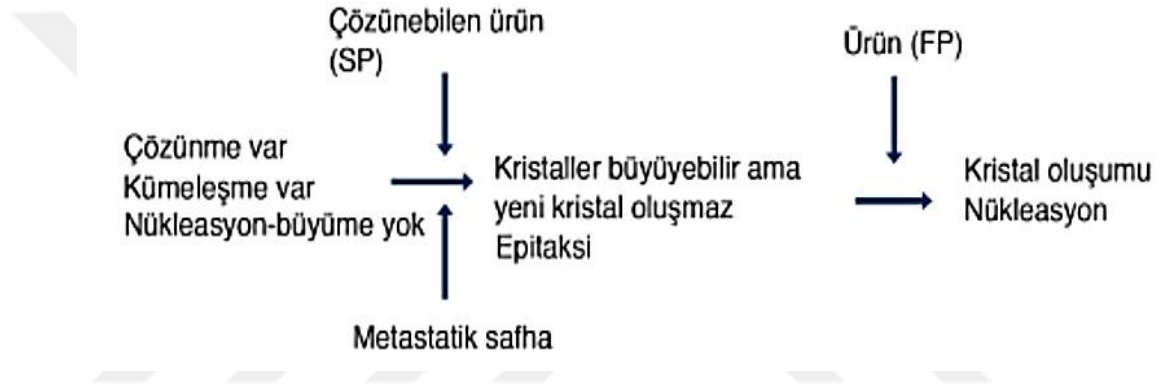 Çözünebilen ürün
(SP)
Ürün (FP)
Çözünme var
Kümeleşme var
Nükleasyon-büyüme yok
Kristaller büyüyebilir ama
yeni kristal oluşmaz
Epitaksi
Kristal oluşumu
Nükleasyon
Metastatik safha